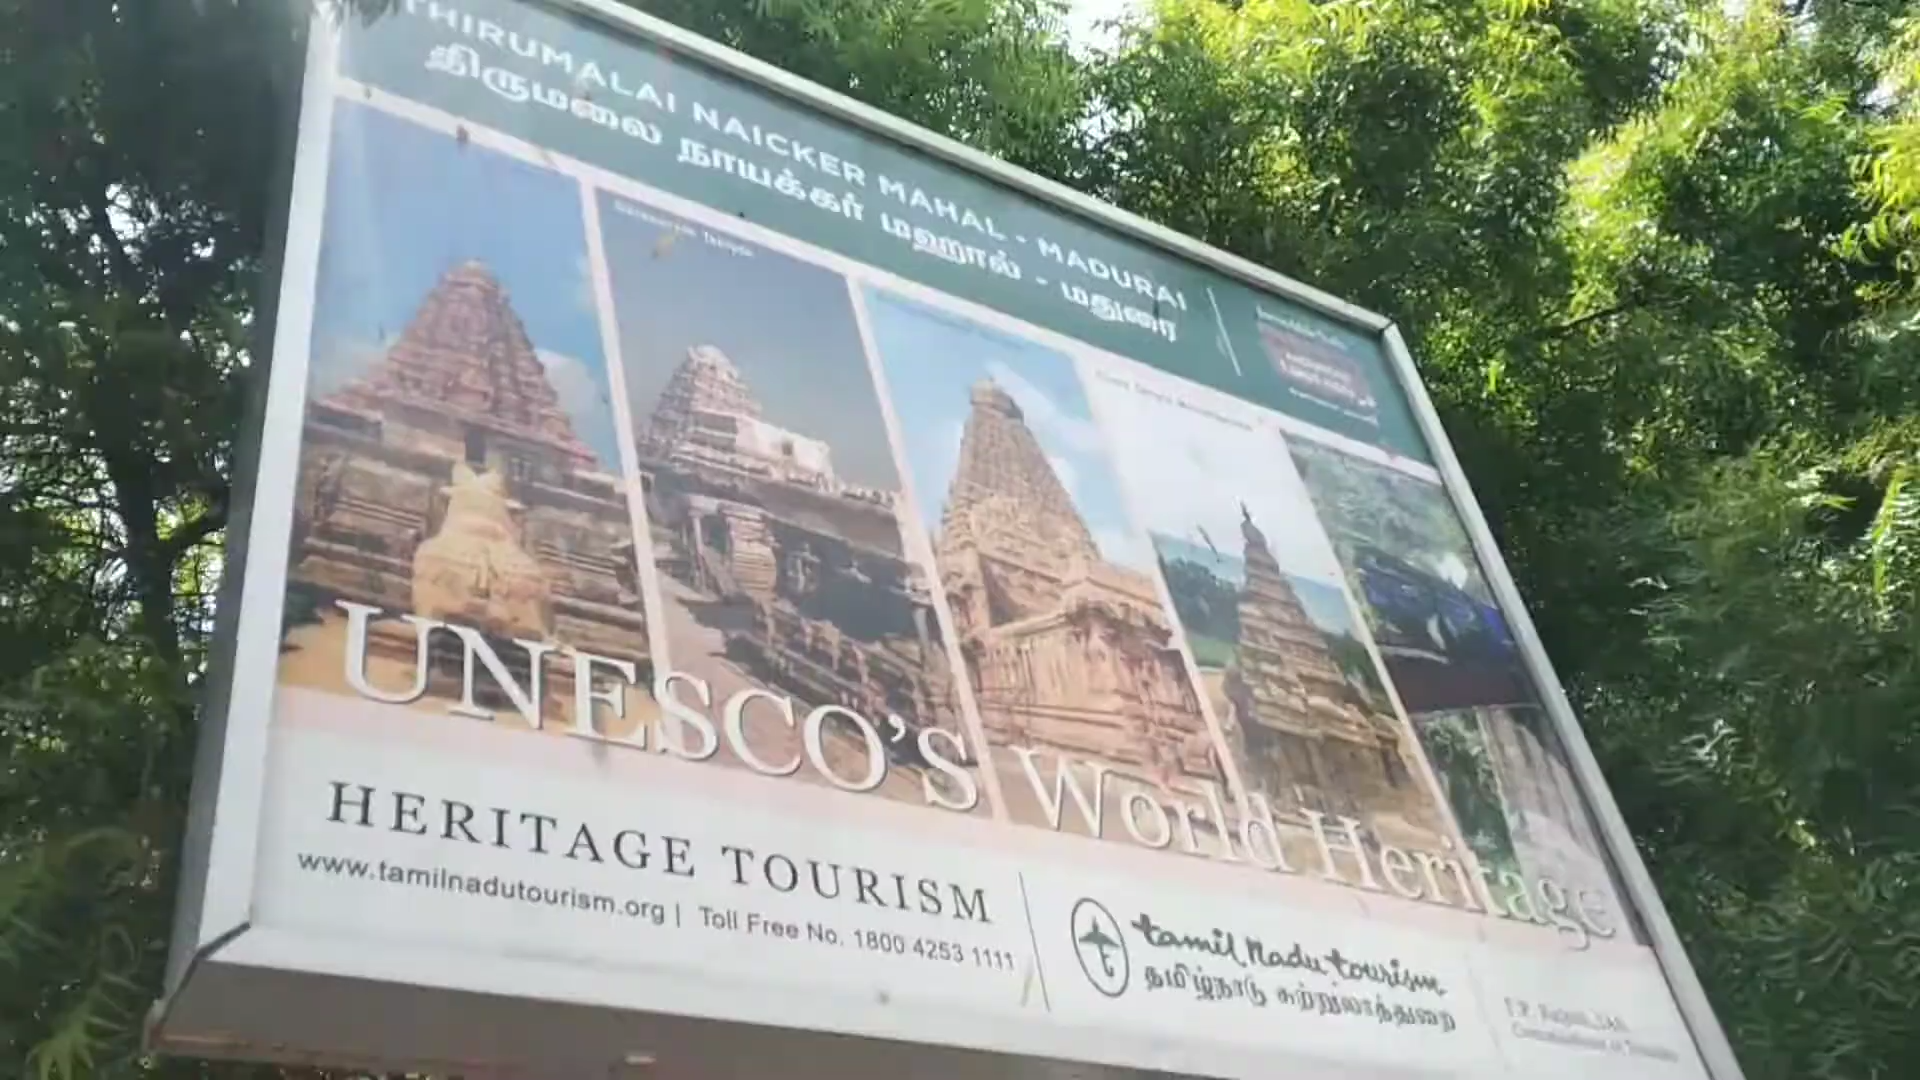 THIRUMALAI NAICKER MAHAL - MADURAI
திருமலை நாயக்கர் மஹால் - மதுரை
Temple
UNESCO'S World Heritage
HERITAGE TOURISM
www.tamilnadutourism.org | Toll Free No. 1800 4253 1111
tamil nadu tourism
தமிழ்நாடு சுற்றுலாத்துறை